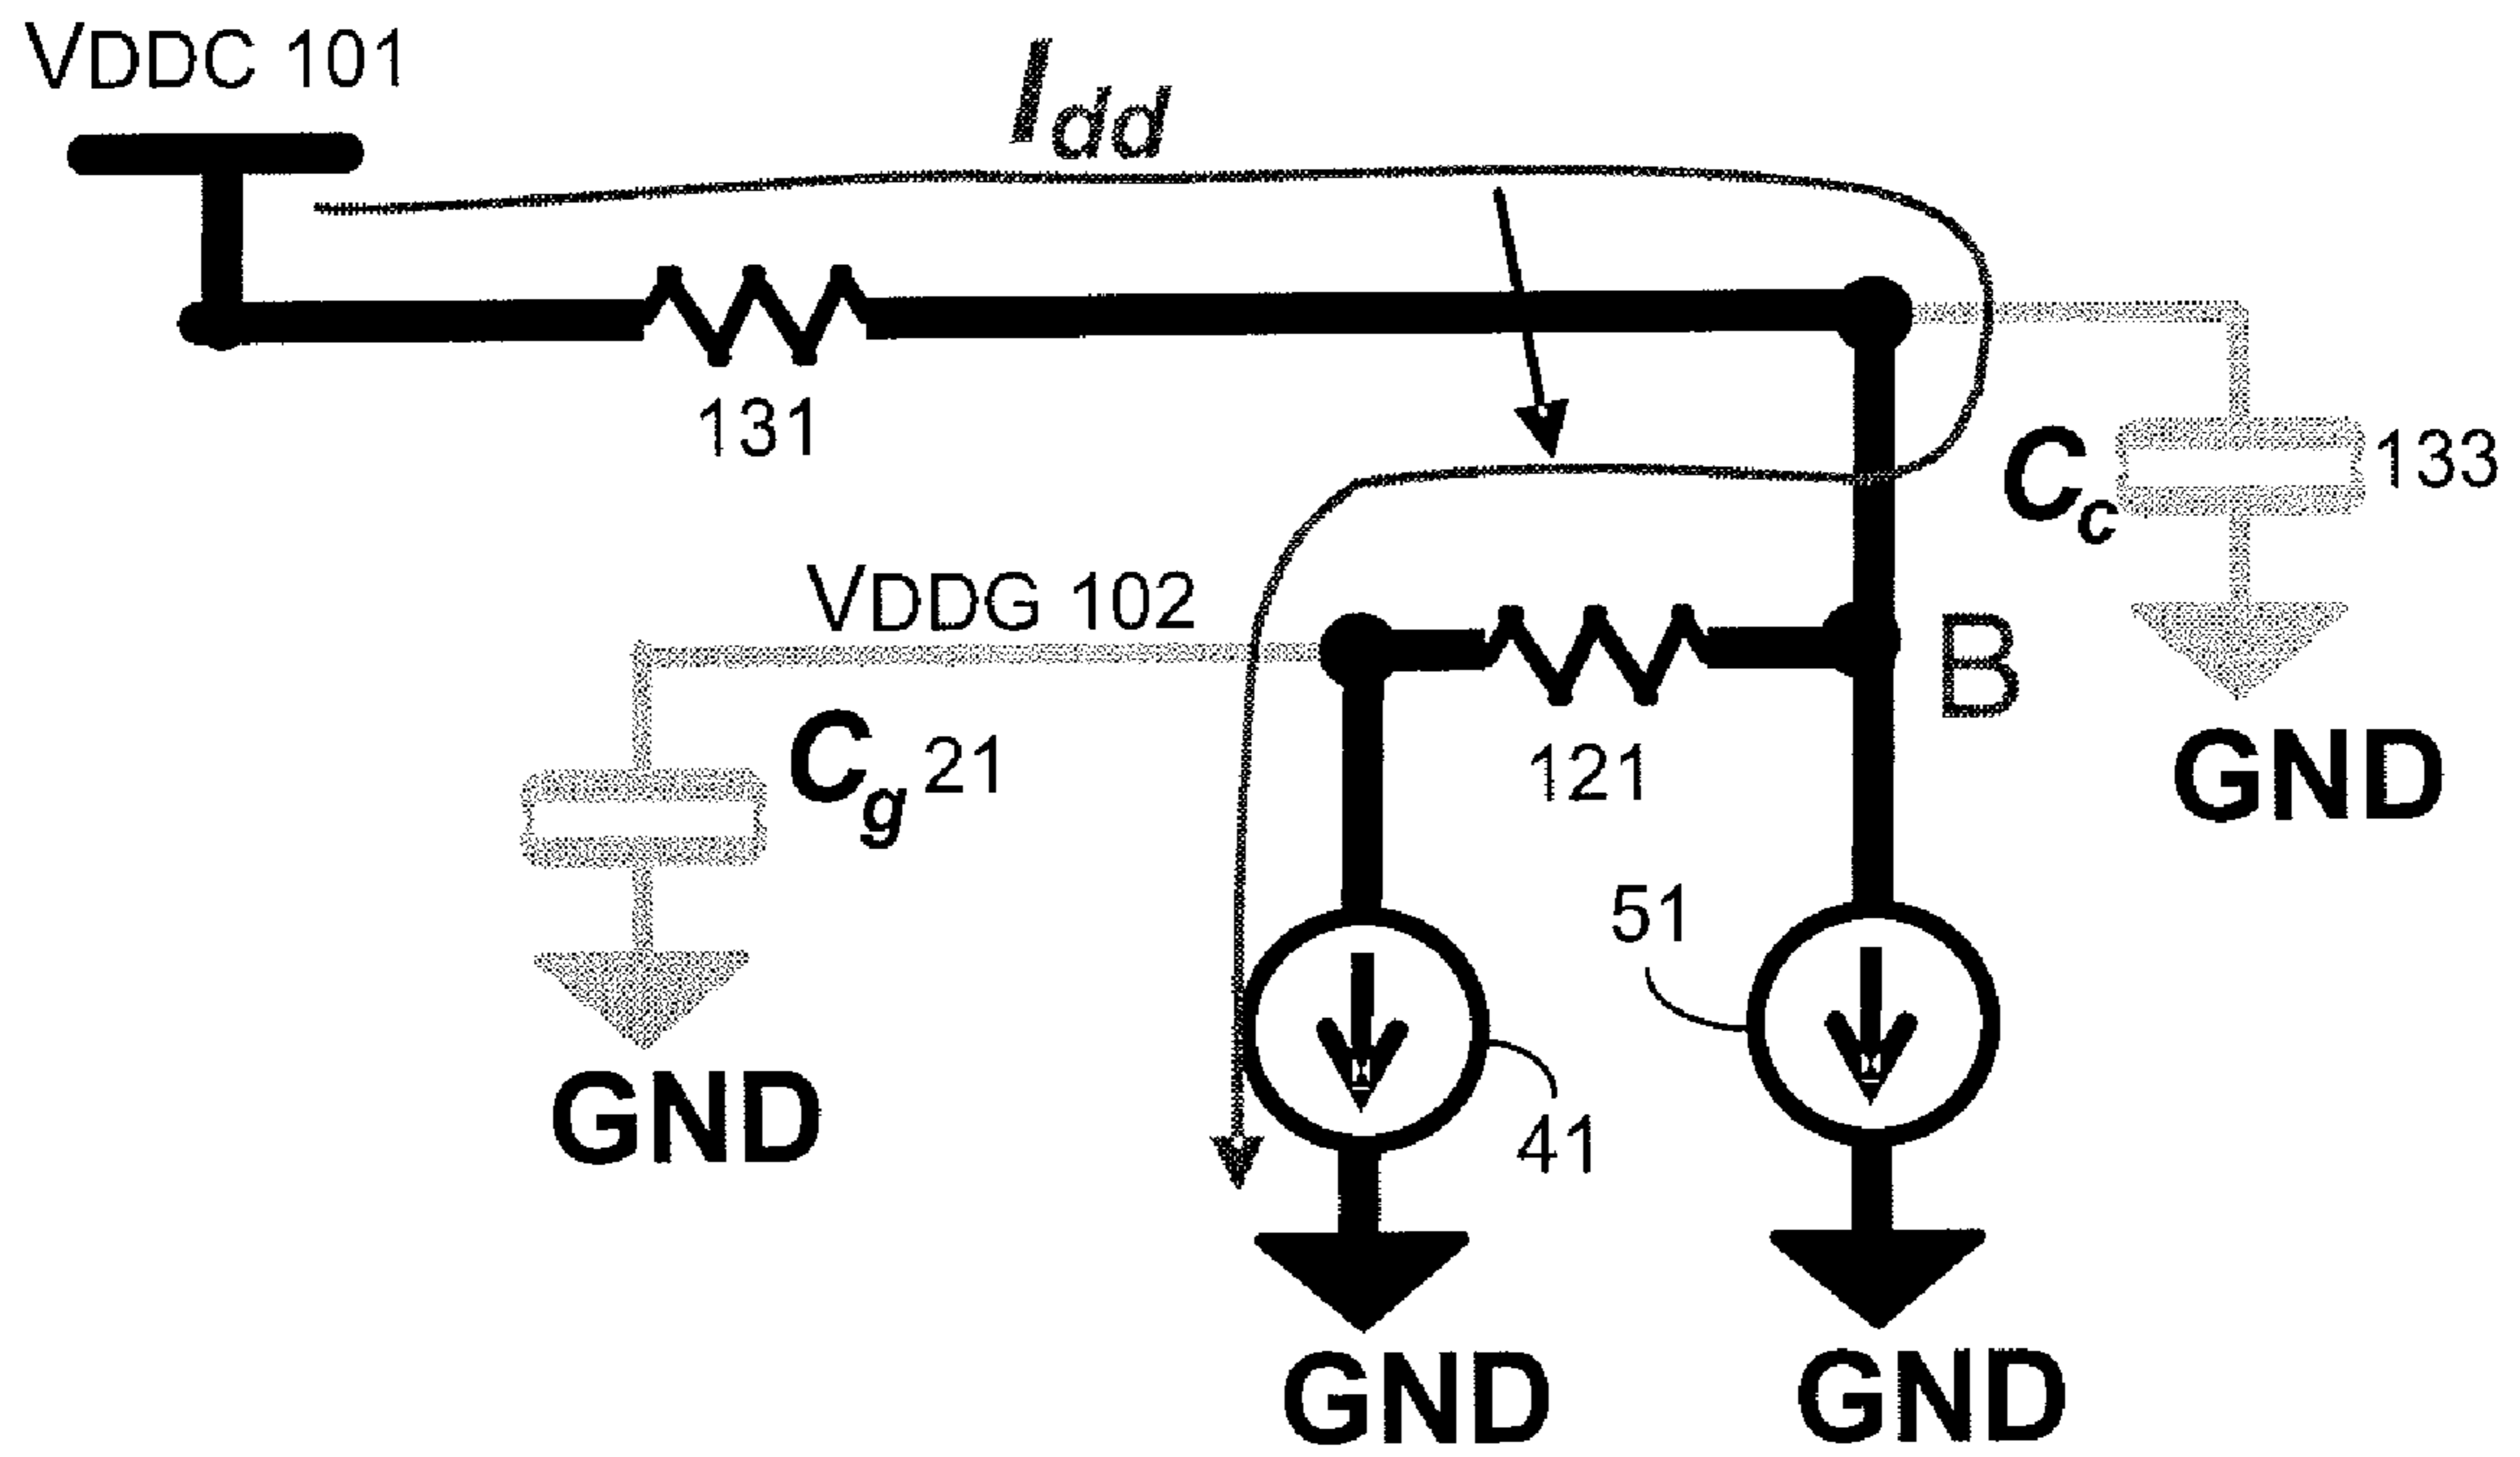 VDDC 101
Idd
131
Cc 133
VDDG 102
B
Cg 21
121
GND
51
GND
41
GND
GND